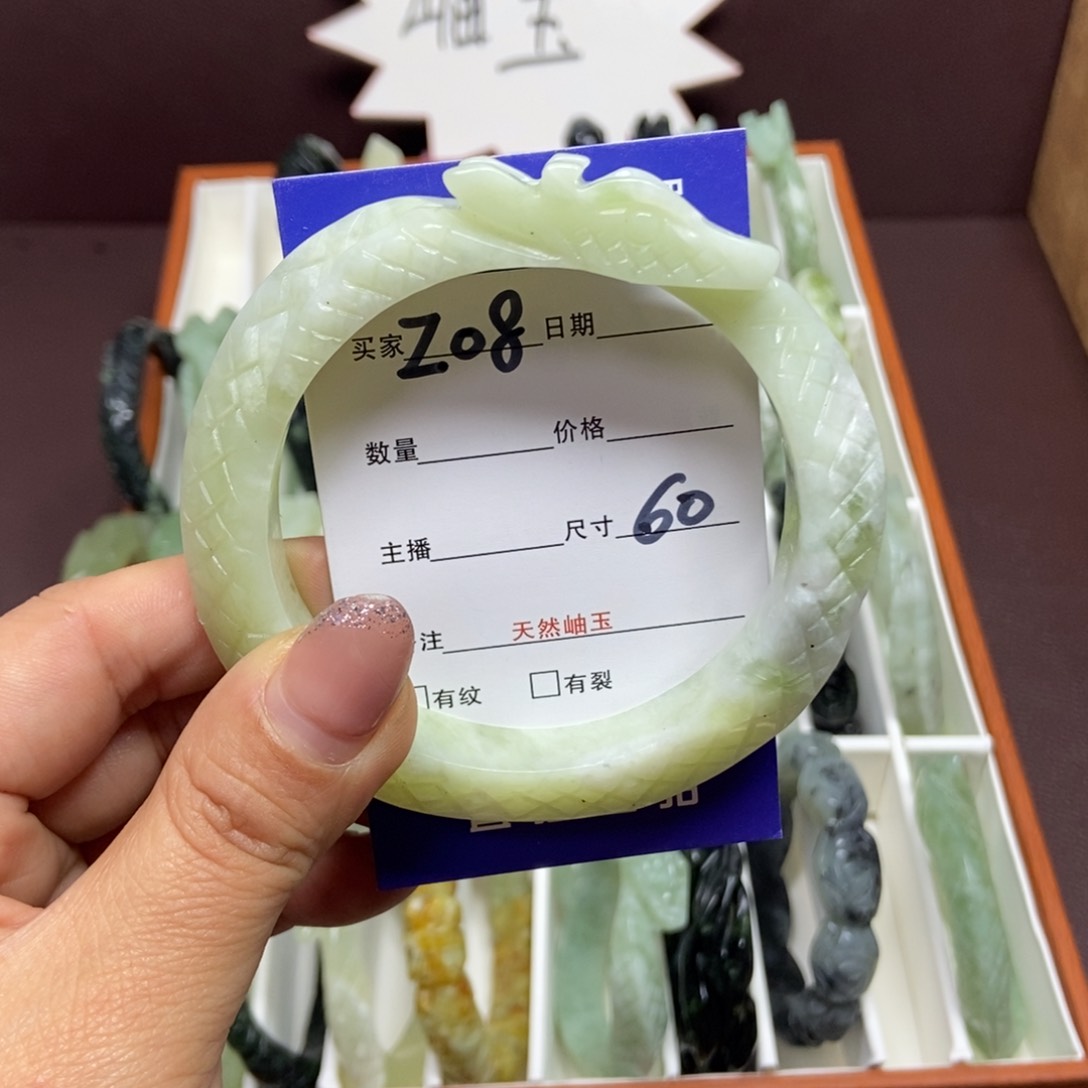 岫玉
买家 Z08 日期
数量 价格
主播 尺寸 60
注 天然岫玉
□有纹 □有裂